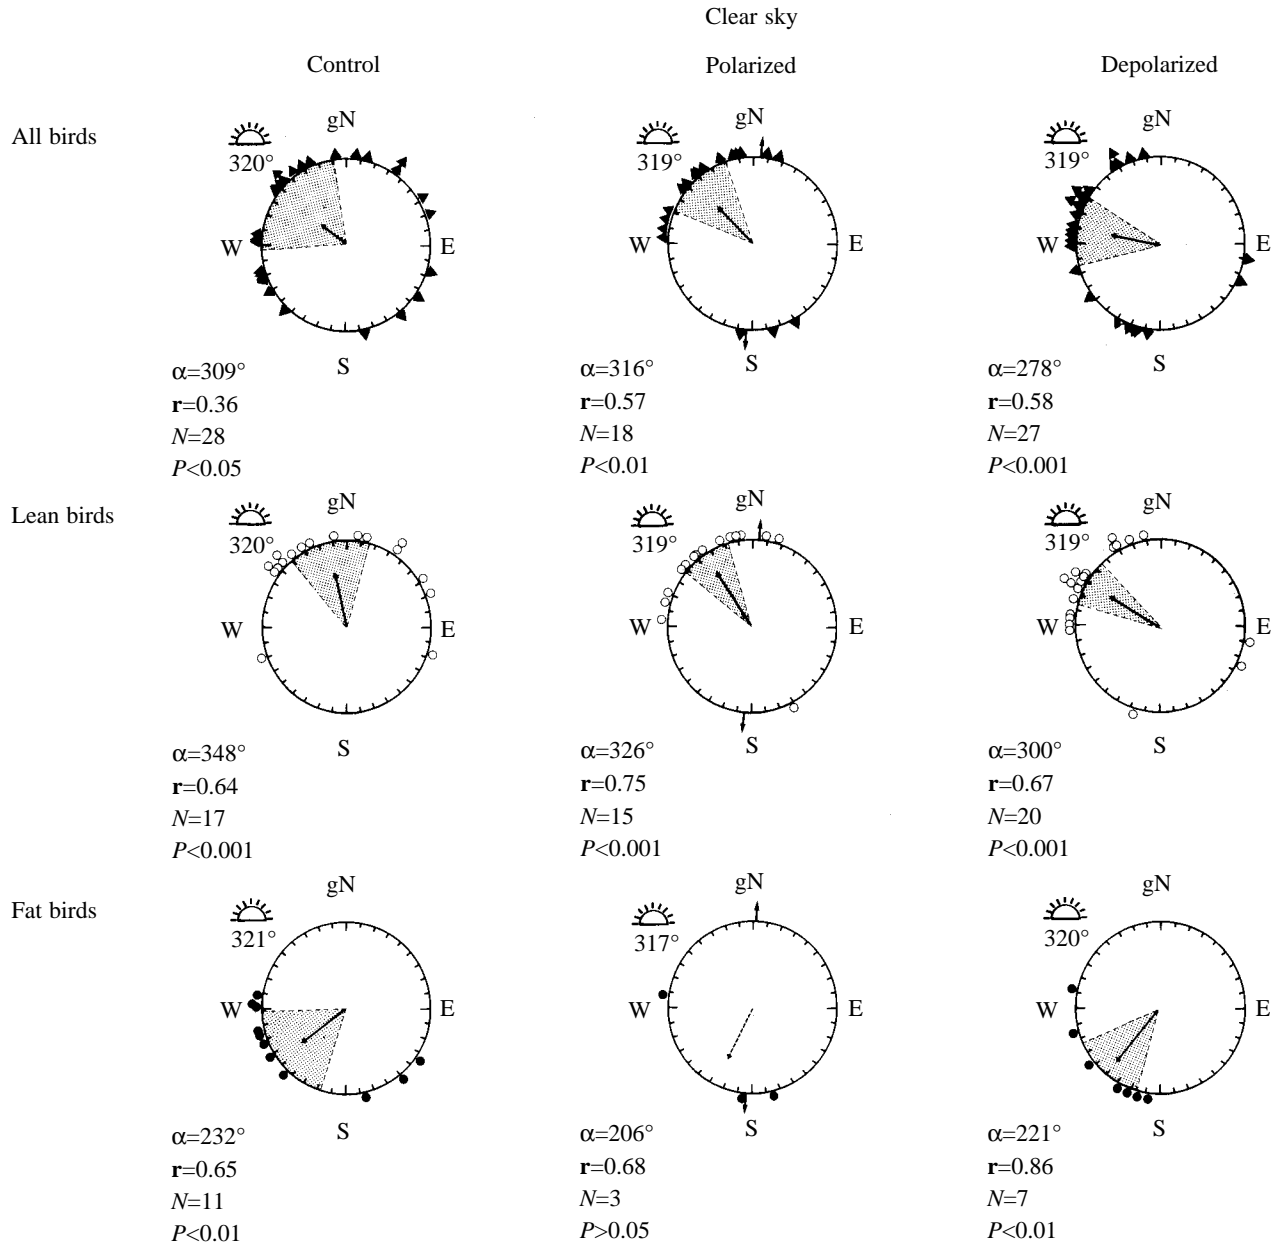 Clear sky
Control Polarized Depolarized
All birds
gN gN gN
320° 319° 319°
W E W E W E
S S S
α=309° α=316° α=278°
r=0.36 r=0.57 r=0.58
N=28 N=18 N=27
P<0.05 P<0.01 P<0.001
Lean birds
gN gN gN
320° 319° 319°
W E W E W E
S S S
α=348° α=326° α=300°
r=0.64 r=0.75 r=0.67
N=17 N=15 N=20
P<0.001 P<0.001 P<0.001
Fat birds
gN gN gN
321° 317° 320°
W E W E W E
S S S
α=232° α=206° α=221°
r=0.65 r=0.68 r=0.86
N=11 N=3 N=7
P<0.01 P>0.05 P<0.01